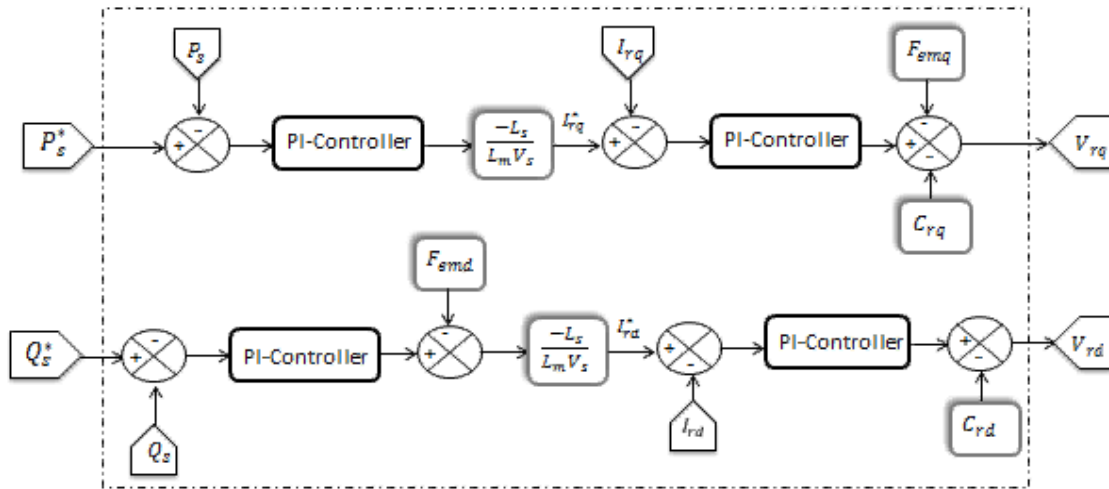 P_s
I_rq
F_emq
P_s^*
+
-
PI-Controller
-L_s
L_m V_s
I_rq^*
+
-
PI-Controller
+
-
-
V_rq
C_rq
F_emd
Q_s^*
+
-
PI-Controller
+
-
-L_s
L_m V_s
I_rd^*
+
-
PI-Controller
+
-
V_rd
Q_s
I_rd
C_rd